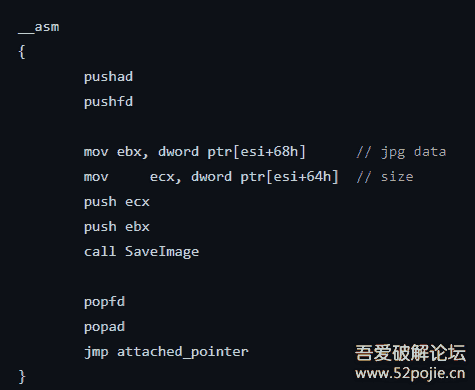 __asm
{
pushad
pushfd
mov ebx, dword ptr[esi+68h] // jpg data
mov ecx, dword ptr[esi+64h] // size
push ecx
push ebx
call SaveImage
popfd
popad
jmp attached_pointer
}
吾爱破解论坛
www.52pojie.cn